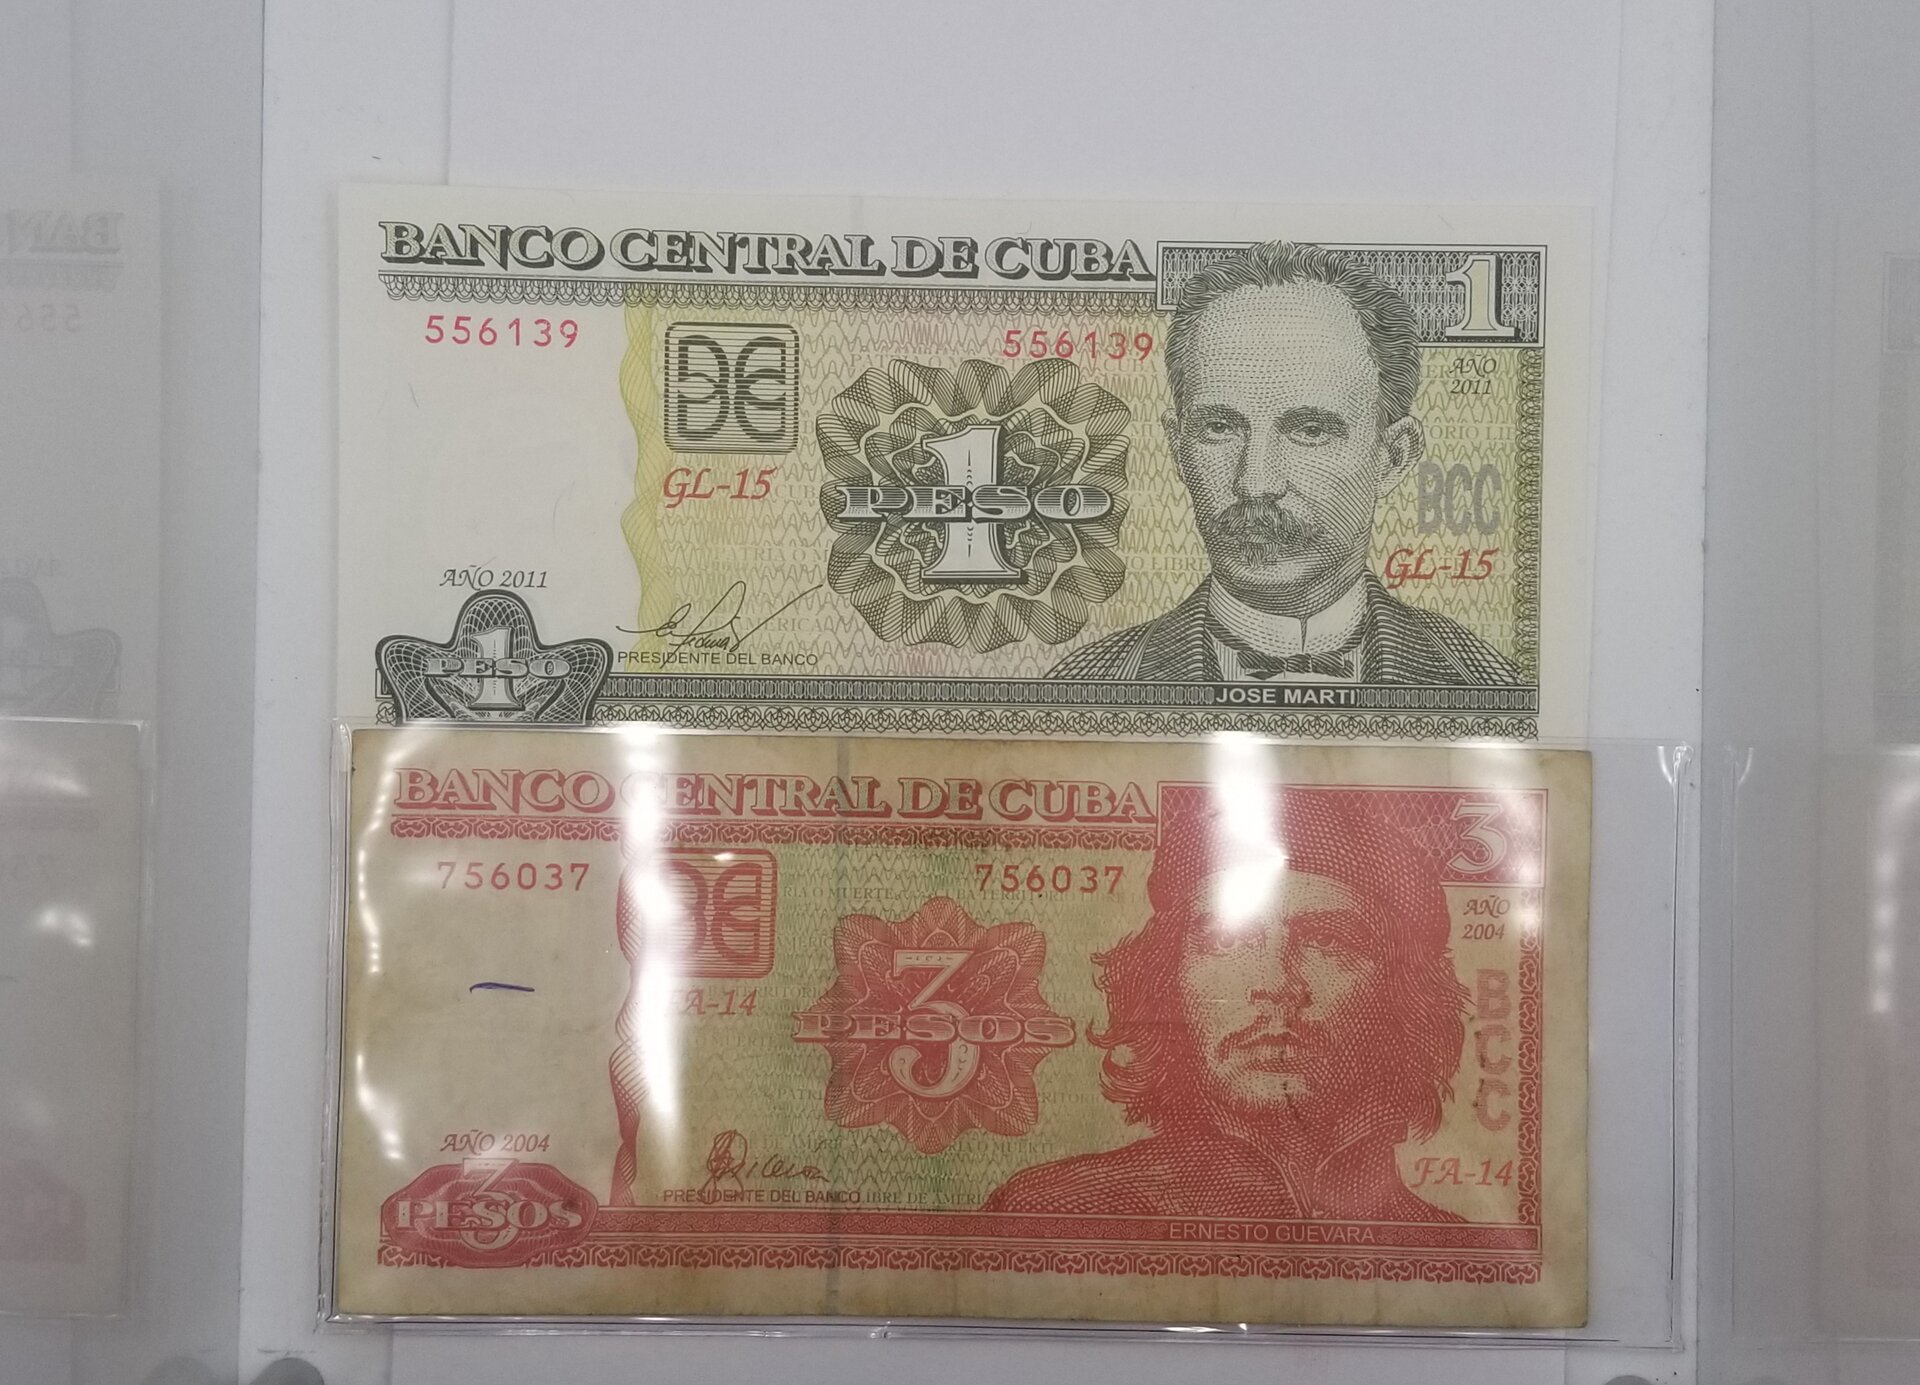 BANCO CENTRAL DE CUBA
1
556139
556139
AÑO
2011
GL-15
1
PESO
BCC
GL-15
AÑO 2011
1
PESO
PRESIDENTE DEL BANCO
JOSE MARTI
BANCO CENTRAL DE CUBA
3
756037
756037
AÑO
2004
FA-14
3
PESOS
BCC
AÑO 2004
3
PESOS
PRESIDENTE DEL BANCO
FA-14
ERNESTO GUEVARA